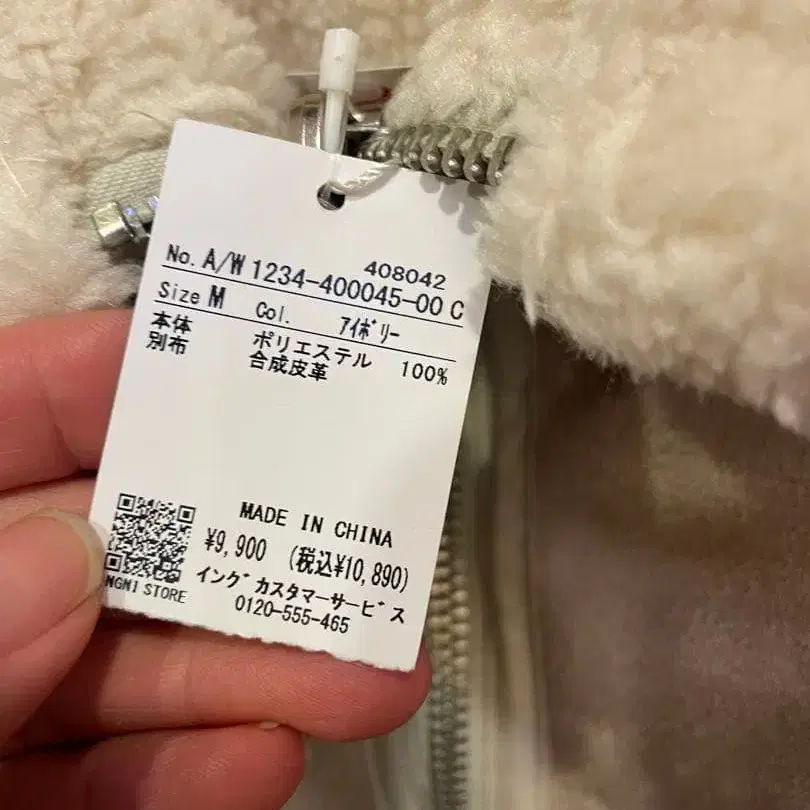 408042
No. A/W 1234-400045-00 C
Size M Col. アイボリー
本体 ポリエステル 100%
別布 合成皮革
MADE IN CHINA
¥9,900 (税込¥10,890)
イング カスタマーサービス
0120-555-465
NGNI STORE